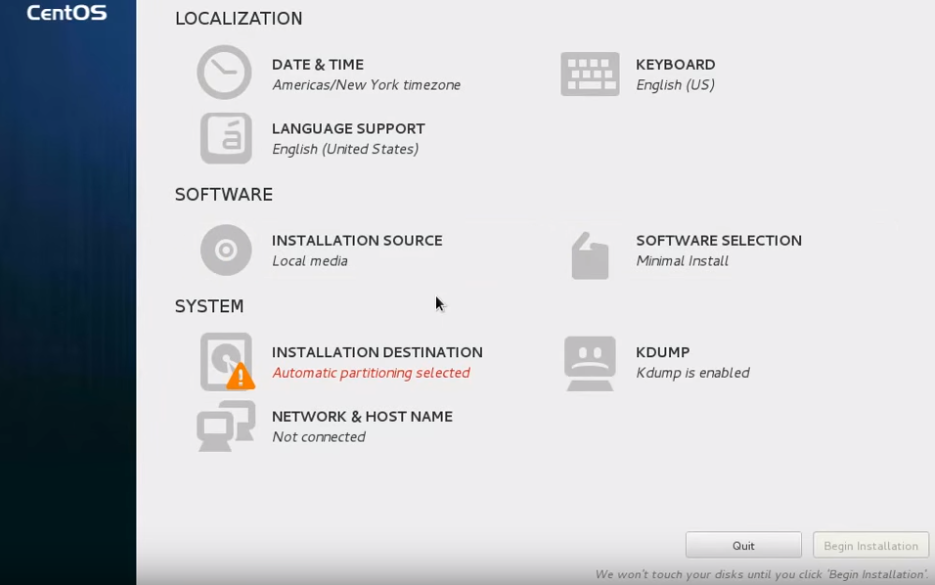 CentOS
LOCALIZATION
DATE & TIME
Americas/New York timezone
KEYBOARD
English (US)
á
LANGUAGE SUPPORT
English (United States)
SOFTWARE
INSTALLATION SOURCE
Local media
SOFTWARE SELECTION
Minimal Install
SYSTEM
INSTALLATION DESTINATION
Automatic partitioning selected
KDUMP
Kdump is enabled
NETWORK & HOST NAME
Not connected
Quit
Begin Installation
We won't touch your disks until you click 'Begin Installation'.